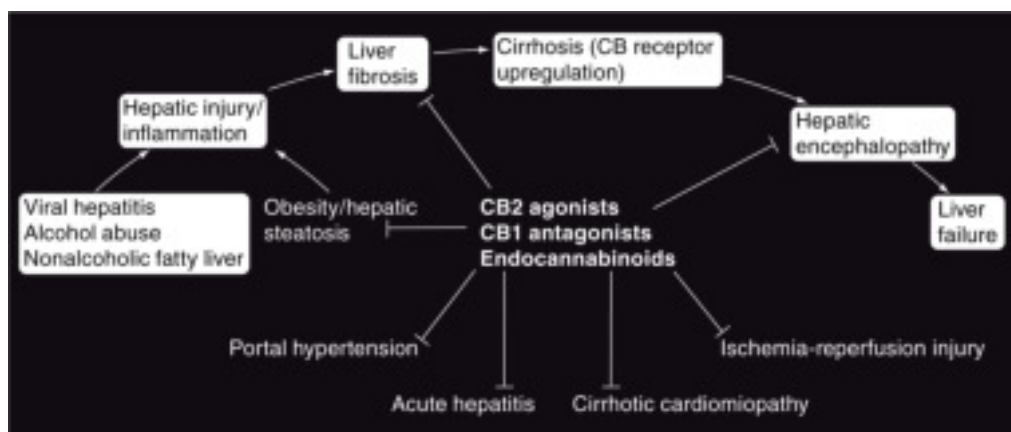 Liver
fibrosis
Cirrhosis (CB receptor
upregulation)
Hepatic injury/
inflammation
Hepatic
encephalopathy
Viral hepatitis
Alcohol abuse
Nonalcoholic fatty liver
Obesity/hepatic
steatosis
CB2 agonists
CB1 antagonists
Endocannabinoids
Liver
failure
Portal hypertension
Ischemia-reperfusion injury
Acute hepatitis
Cirrhotic cardiomiopathy